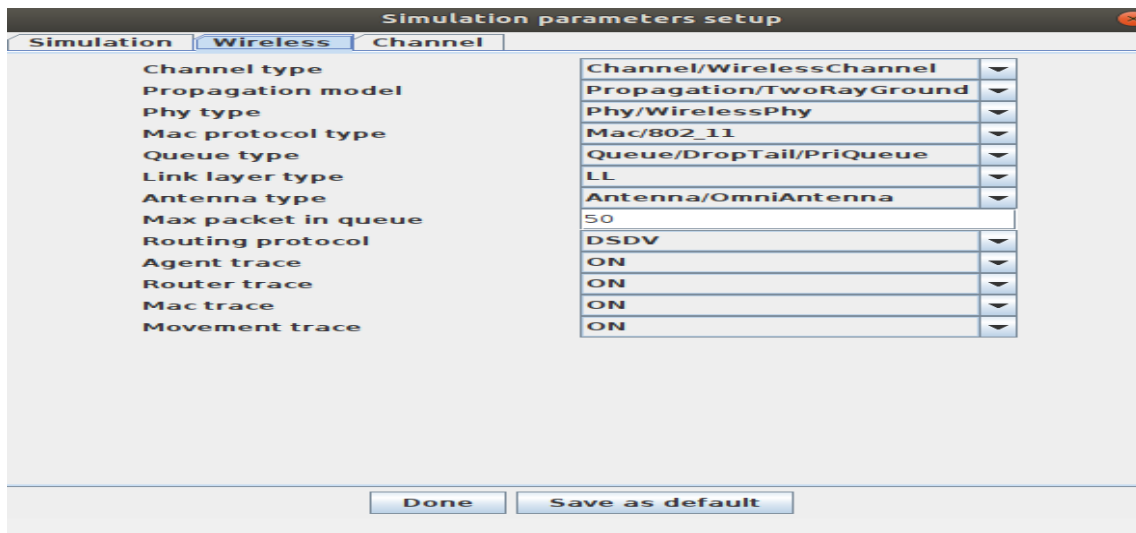 Simulation parameters setup
Simulation Wireless Channel
Channel type Channel/WirelessChannel
Propagation model Propagation/TwoRayGround
Phy type Phy/WirelessPhy
Mac protocol type Mac/802_11
Queue type Queue/DropTail/PriQueue
Link layer type LL
Antenna type Antenna/OmniAntenna
Max packet in queue 50
Routing protocol DSDV
Agent trace ON
Router trace ON
Mac trace ON
Movement trace ON
Done Save as default